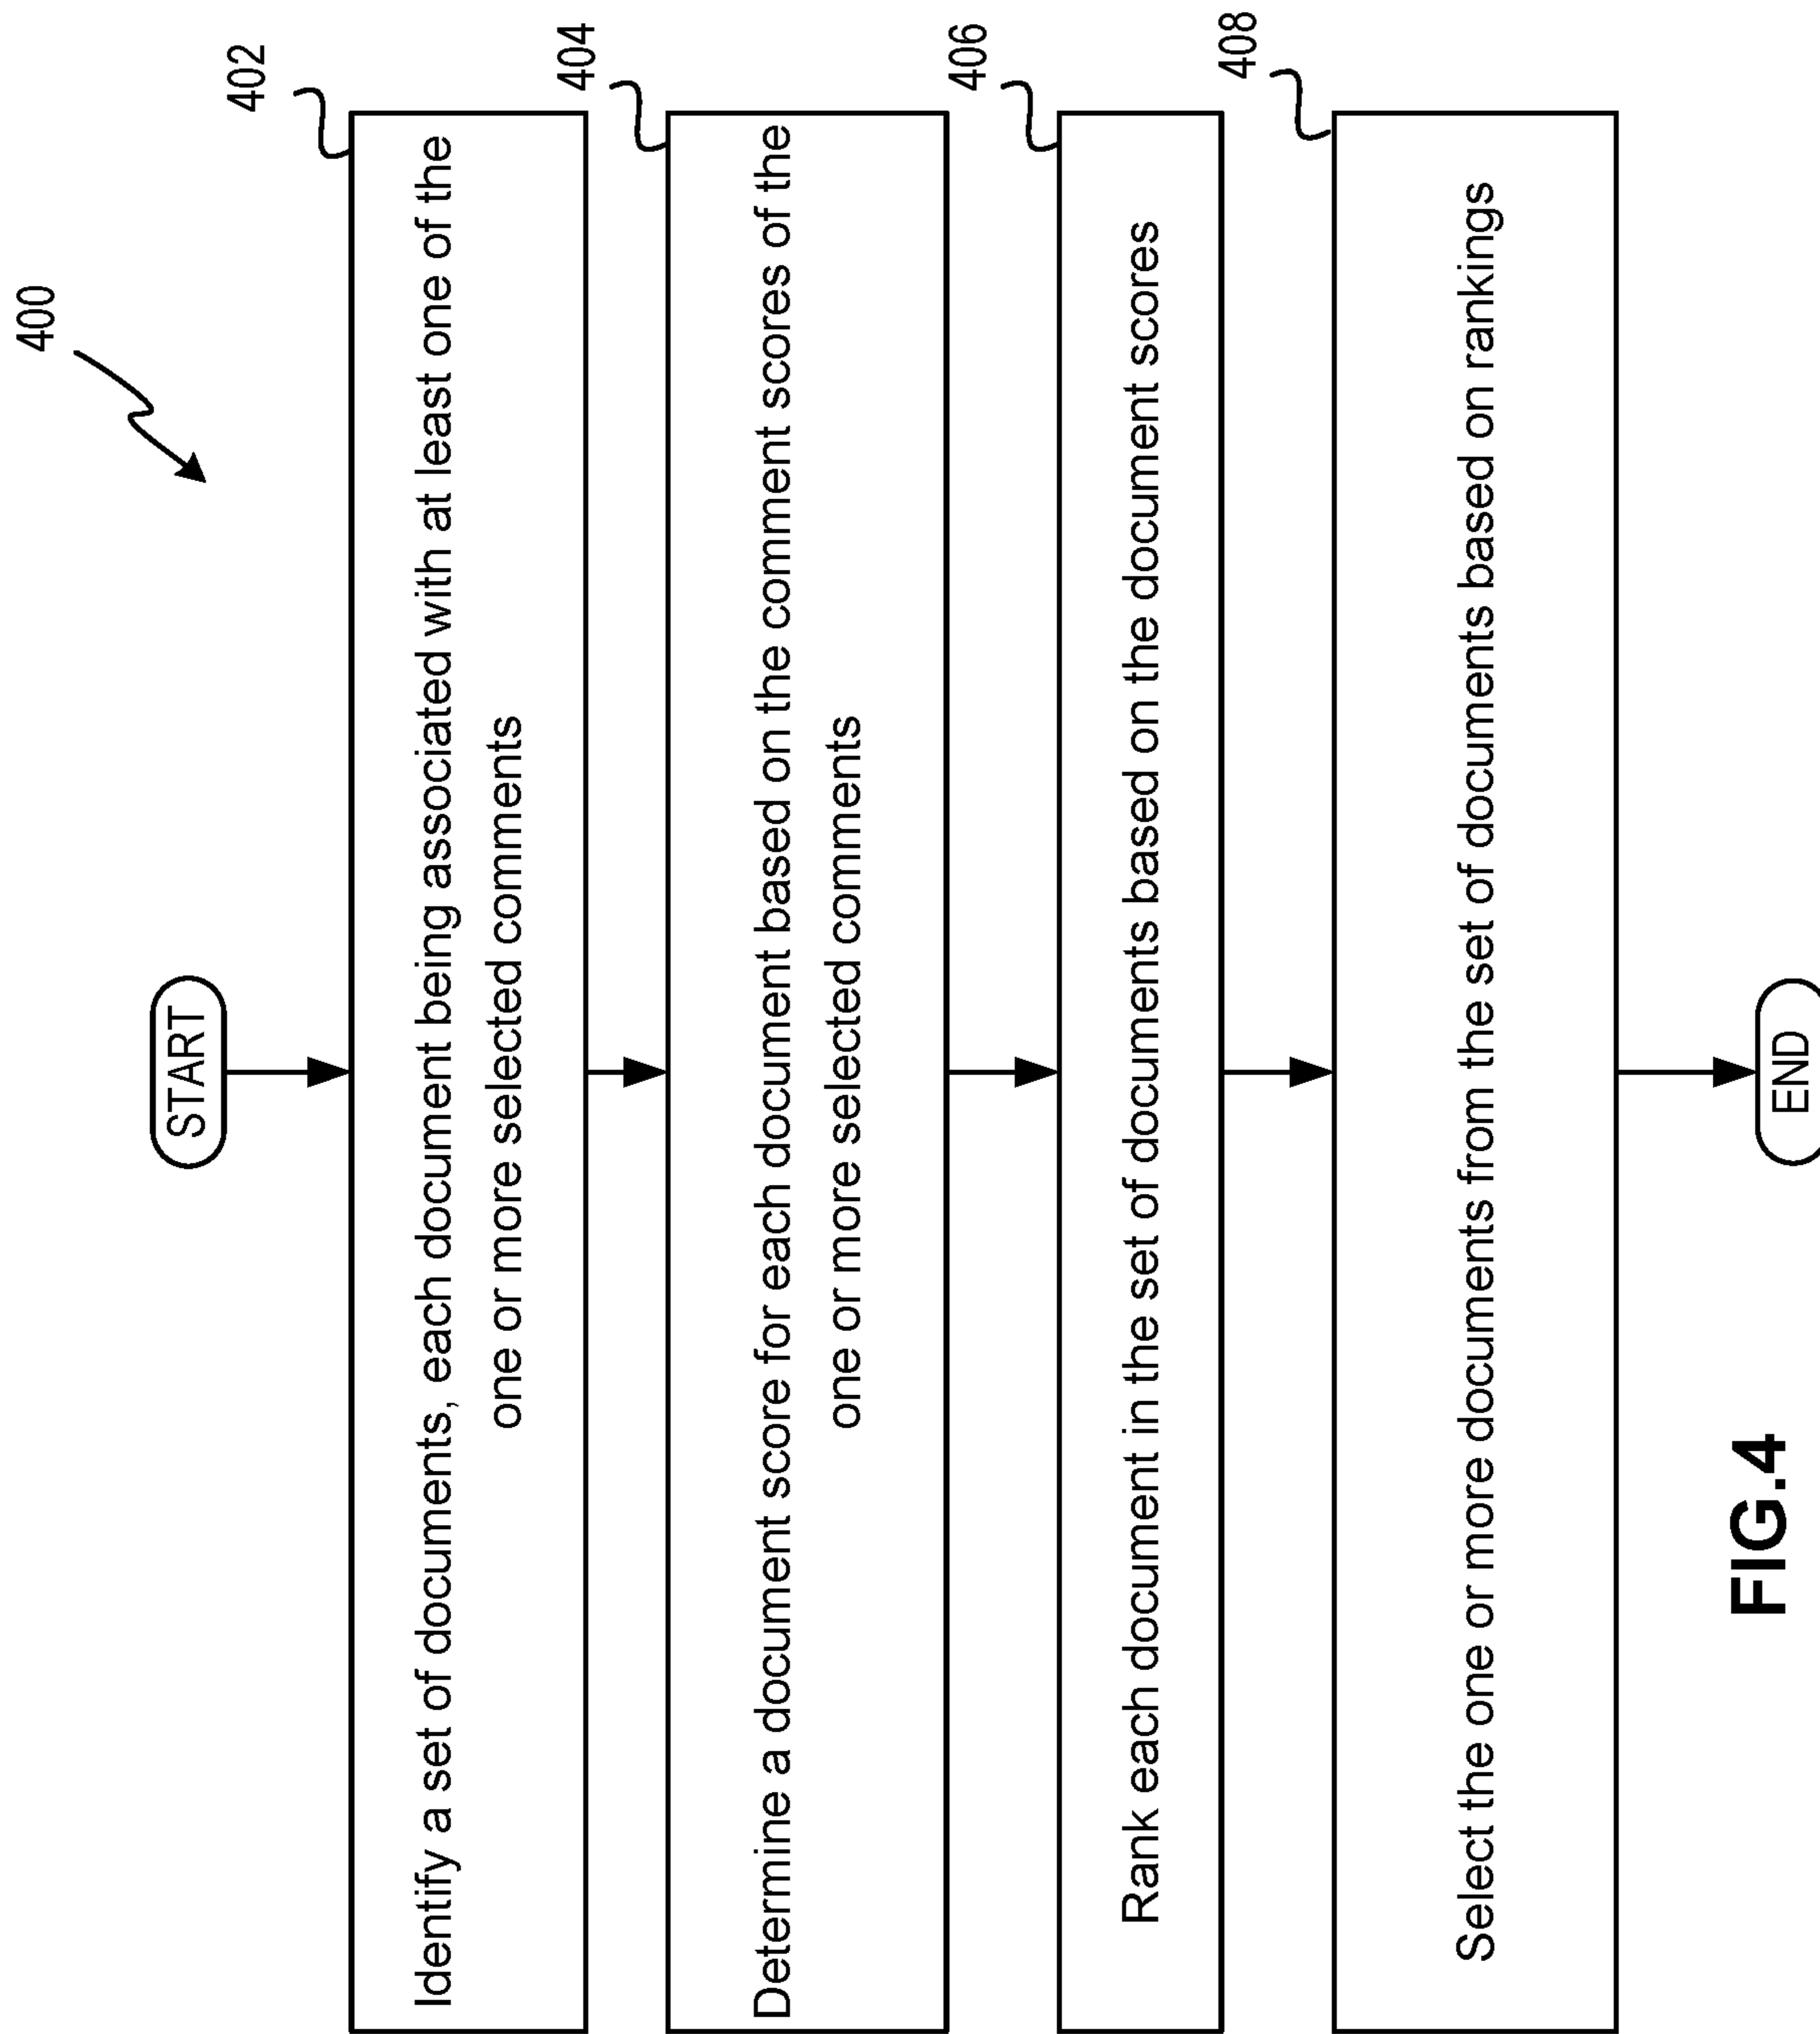 400
START
402
Identify a set of documents, each document being associated with at least one of the
one or more selected comments
404
Determine a document score for each document based on the comment scores of the
one or more selected comments
406
Rank each document in the set of documents based on the document scores
408
Select the one or more documents from the set of documents based on rankings
END
FIG.4